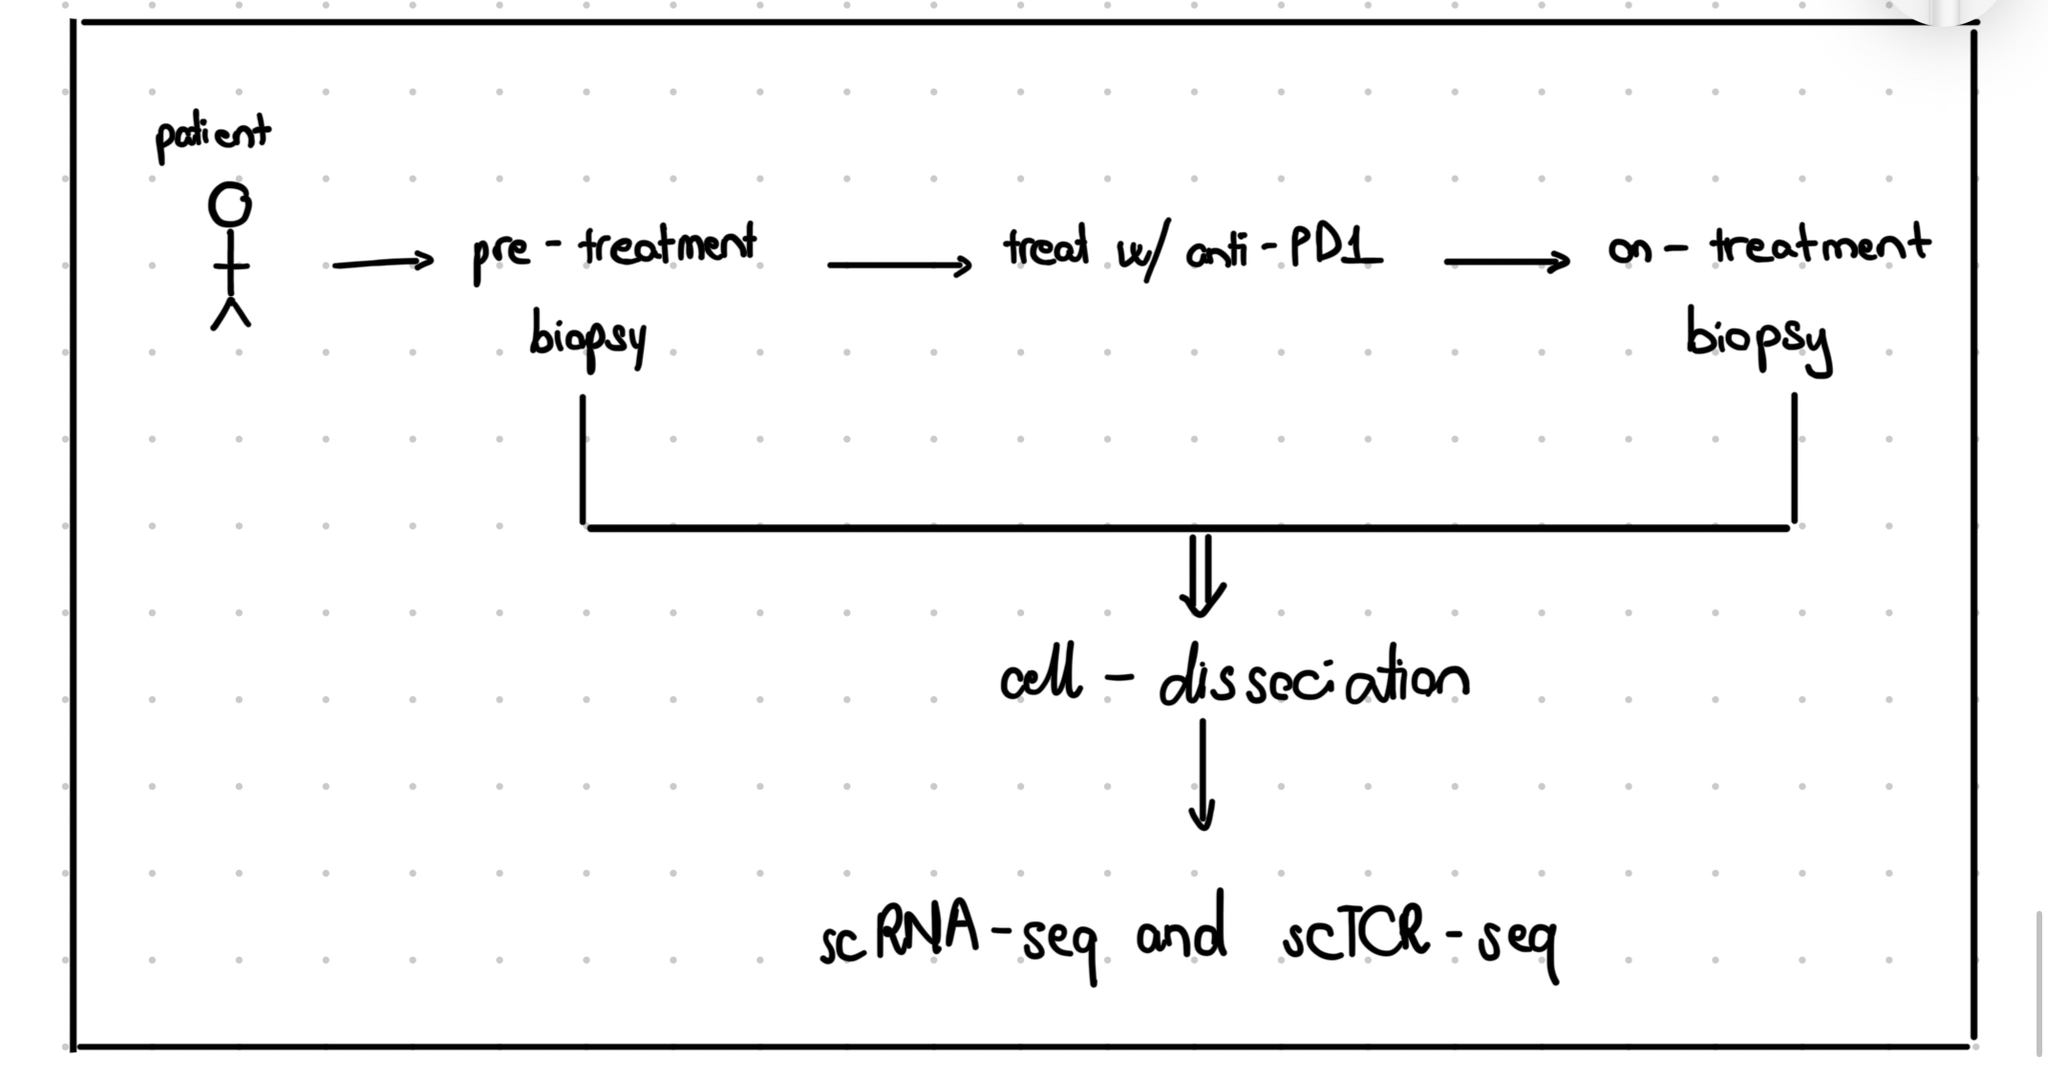 patient
pre-treatment
biopsy
treat w/ anti-PD1
on-treatment
biopsy
cell-dissociation
scRNA-seq and scTCR-seq